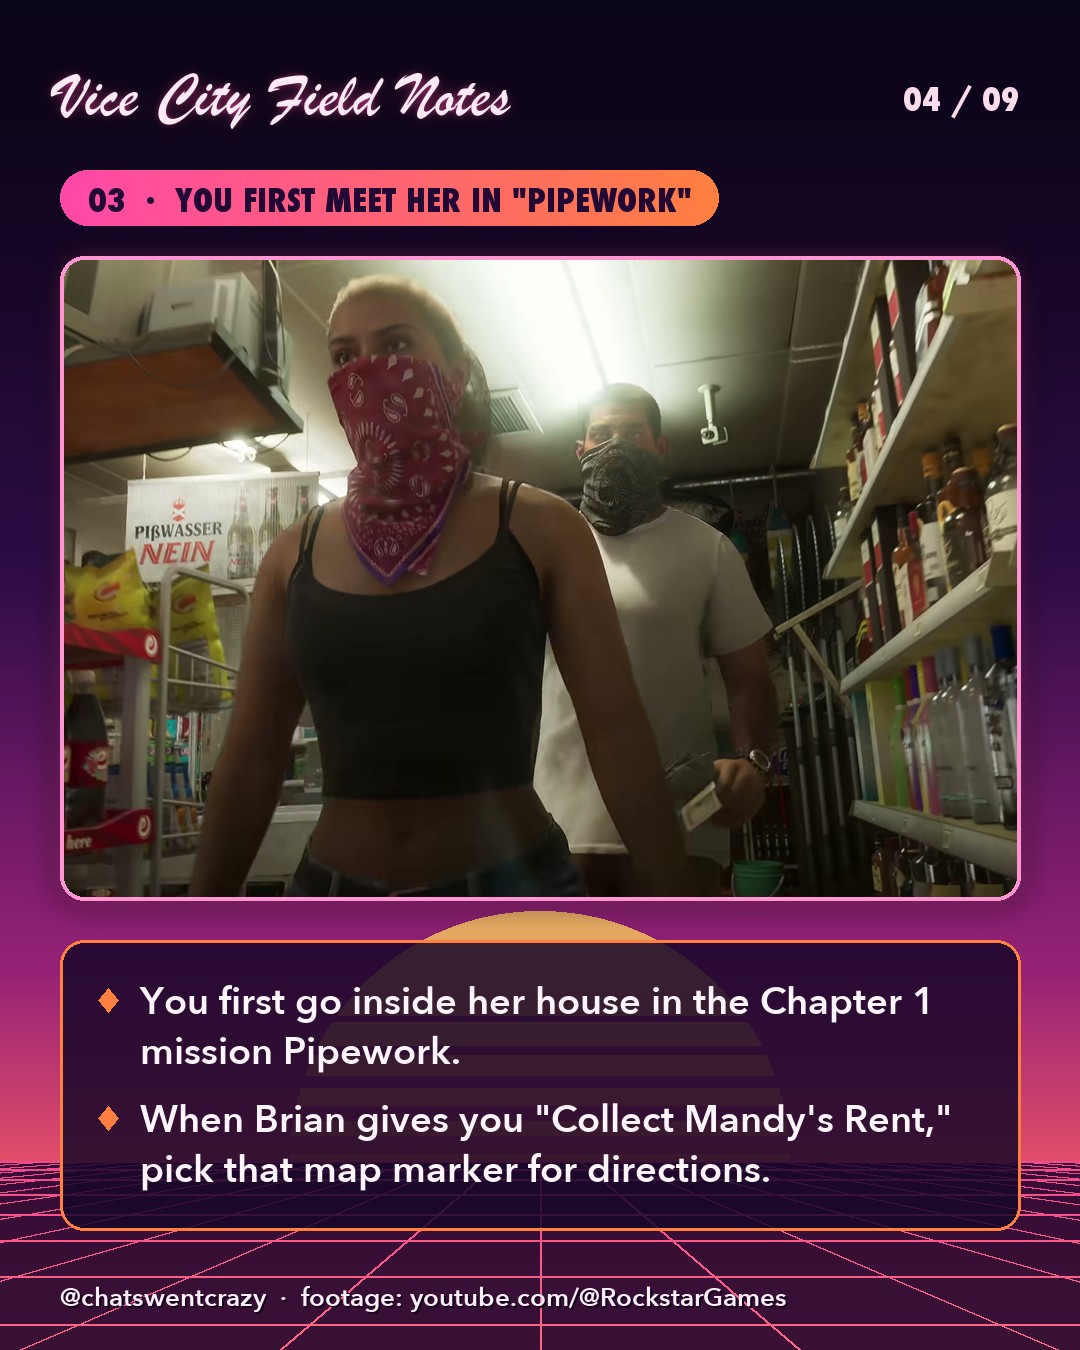 Vice City Field Notes
04 / 09
03 · YOU FIRST MEET HER IN "PIPEWORK"
PIßWASSER
NEIN
here
You first go inside her house in the Chapter 1
mission Pipework.
When Brian gives you "Collect Mandy's Rent,"
pick that map marker for directions.
@chatswentcrazy · footage: youtube.com/@RockstarGames